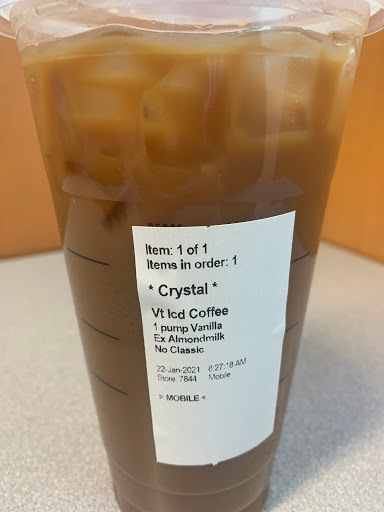 Item: 1 of 1
Items in order: 1
* Crystal *
Vt Icd Coffee
1 pump Vanilla
Ex Almondmilk
No Classic
22-Jan-2021 8:27:18 AM
Store: 7844 Mobile
> MOBILE <